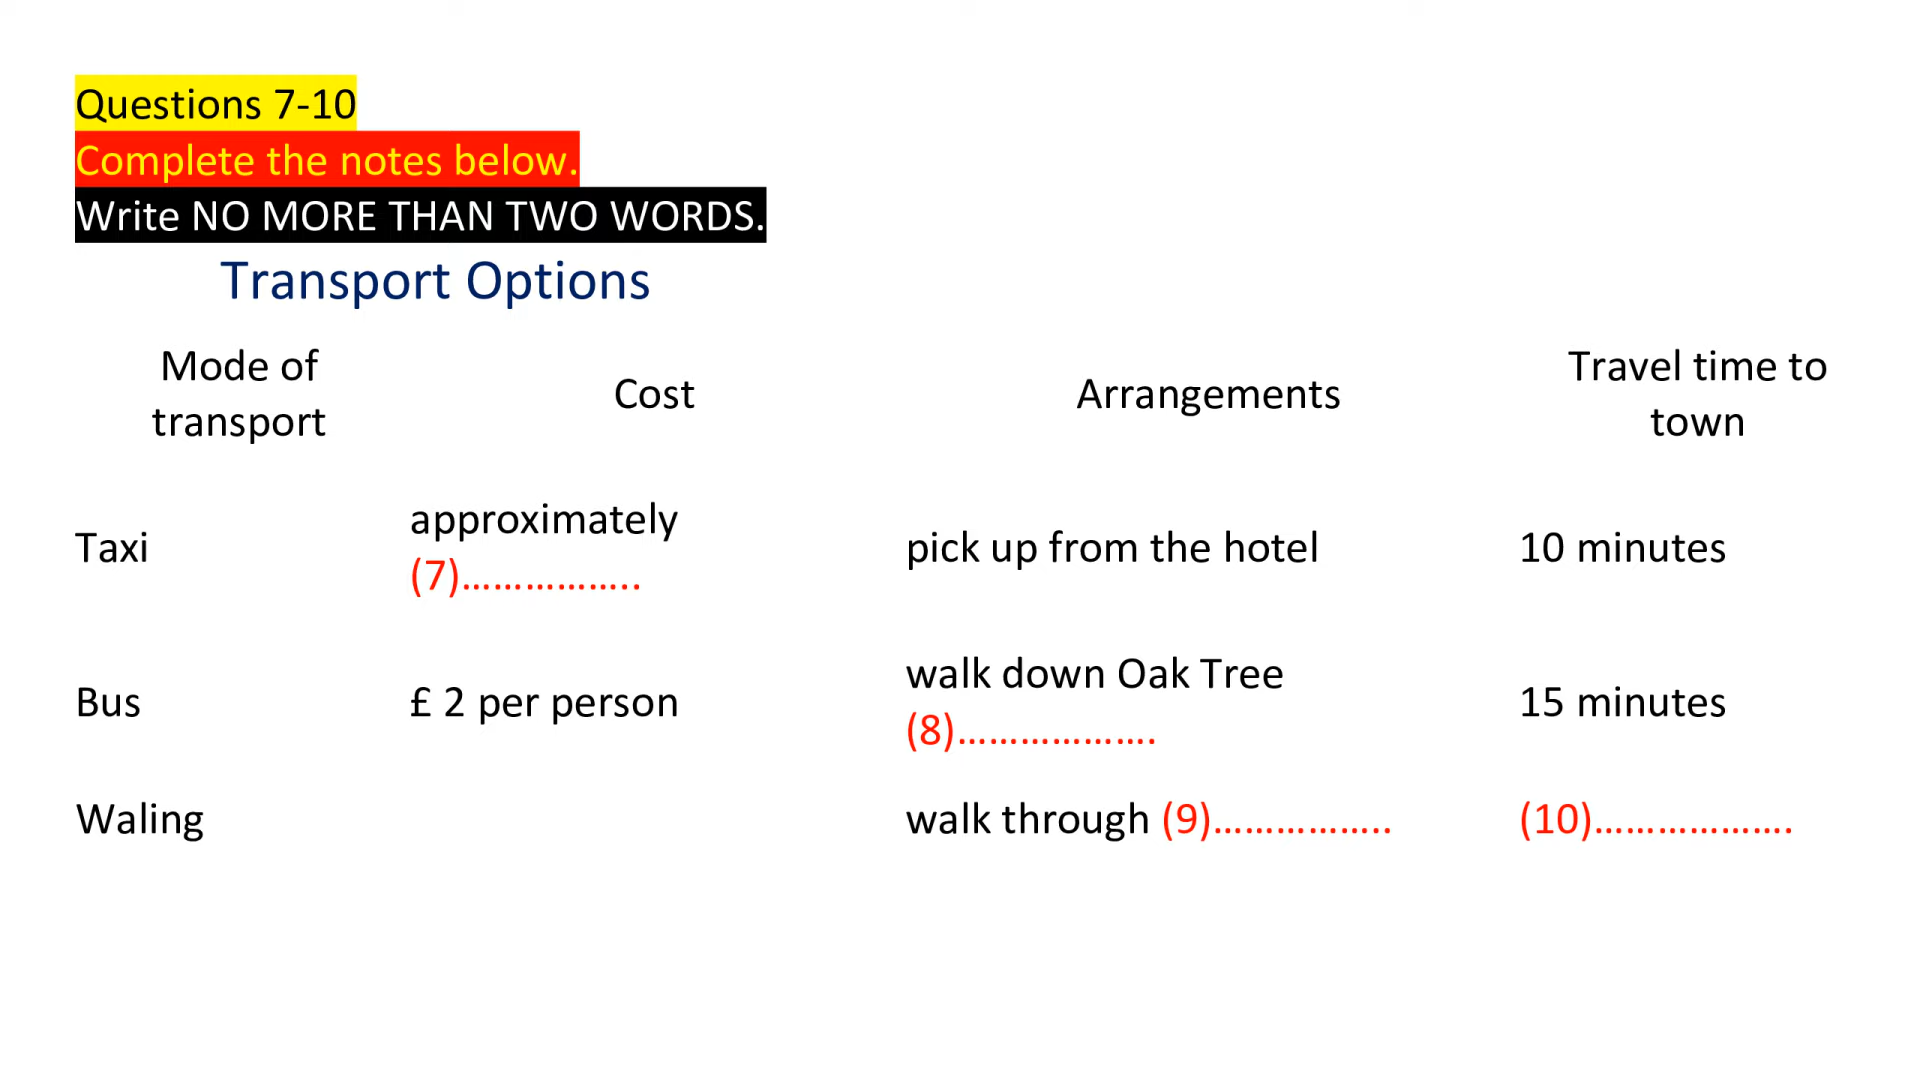 Questions 7-10
Complete the notes below.
Write NO MORE THAN TWO WORDS.
Transport Options
Mode of
transport
Cost
Arrangements
Travel time to
town
Taxi
approximately
(7)……………..
pick up from the hotel
10 minutes
Bus
£ 2 per person
walk down Oak Tree
(8)……………….
15 minutes
Waling
walk through (9)……………..
(10)……………….